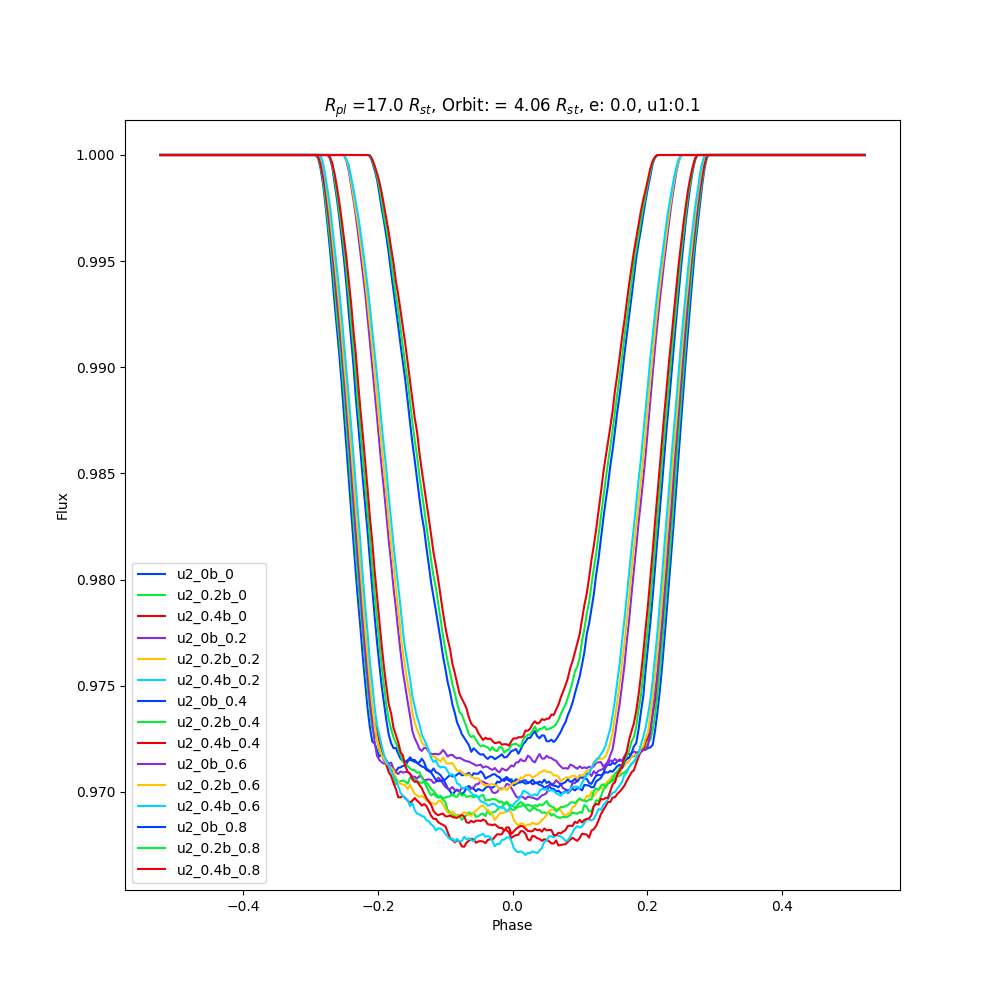 R_pl =17.0 R_st, Orbit: = 4.06 R_st, e: 0.0, u1:0.1
1.000
0.995
0.990
0.985
0.980
0.975
0.970
Flux
u2_0b_0
u2_0.2b_0
u2_0.4b_0
u2_0b_0.2
u2_0.2b_0.2
u2_0.4b_0.2
u2_0b_0.4
u2_0.2b_0.4
u2_0.4b_0.4
u2_0b_0.6
u2_0.2b_0.6
u2_0.4b_0.6
u2_0b_0.8
u2_0.2b_0.8
u2_0.4b_0.8
−0.4 −0.2 0.0 0.2 0.4
Phase